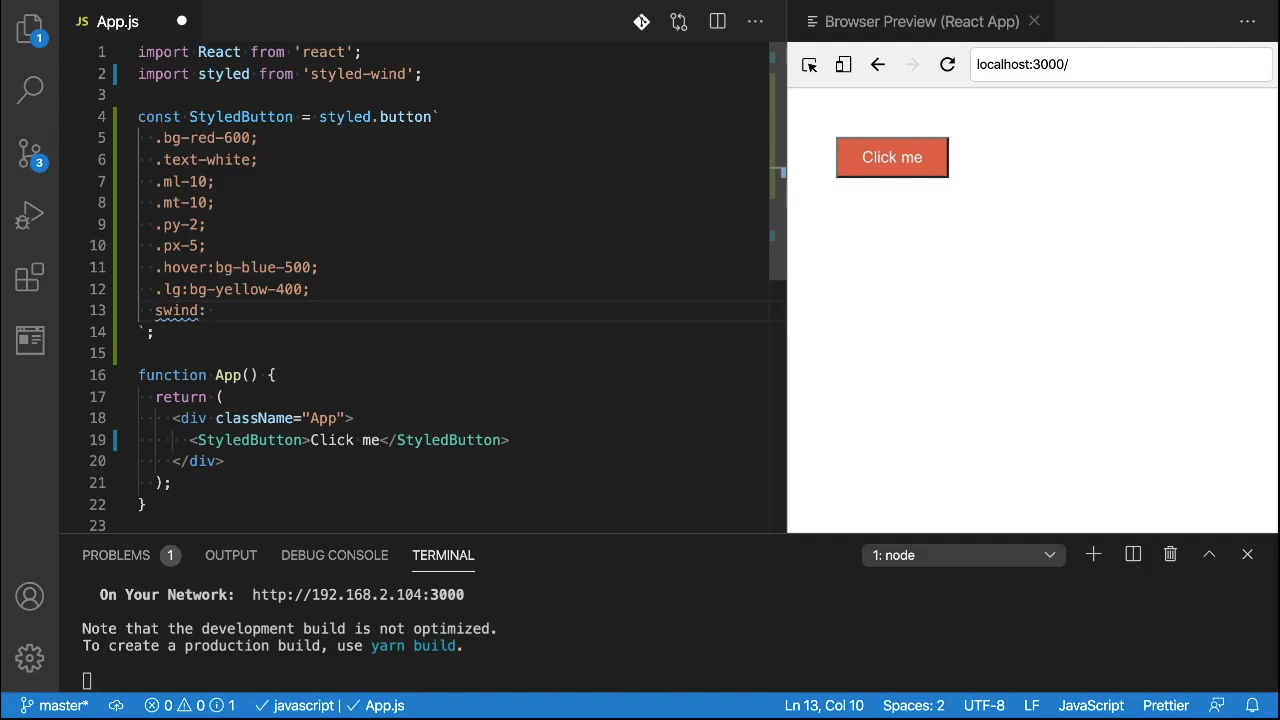 JS App.js
Browser Preview (React App)
localhost:3000/
1 import React from 'react';
2 import styled from 'styled-wind';
3
4 const StyledButton = styled.button`
5 .bg-red-600;
6 .text-white;
7 .ml-10;
8 .mt-10;
9 .py-2;
10 .px-5;
11 .hover:bg-blue-500;
12 .lg:bg-yellow-400;
13 swind:
14 `;
15
16 function App() {
17 return (
18 <div className="App">
19 <StyledButton>Click me</StyledButton>
20 </div>
21 );
22 }
23
Click me
1
3
PROBLEMS 1 OUTPUT DEBUG CONSOLE TERMINAL 1: node
On Your Network: http://192.168.2.104:3000
Note that the development build is not optimized.
To create a production build, use yarn build.
master* 0 0 1 javascript | App.js Ln 13, Col 10 Spaces: 2 UTF-8 LF JavaScript Prettier